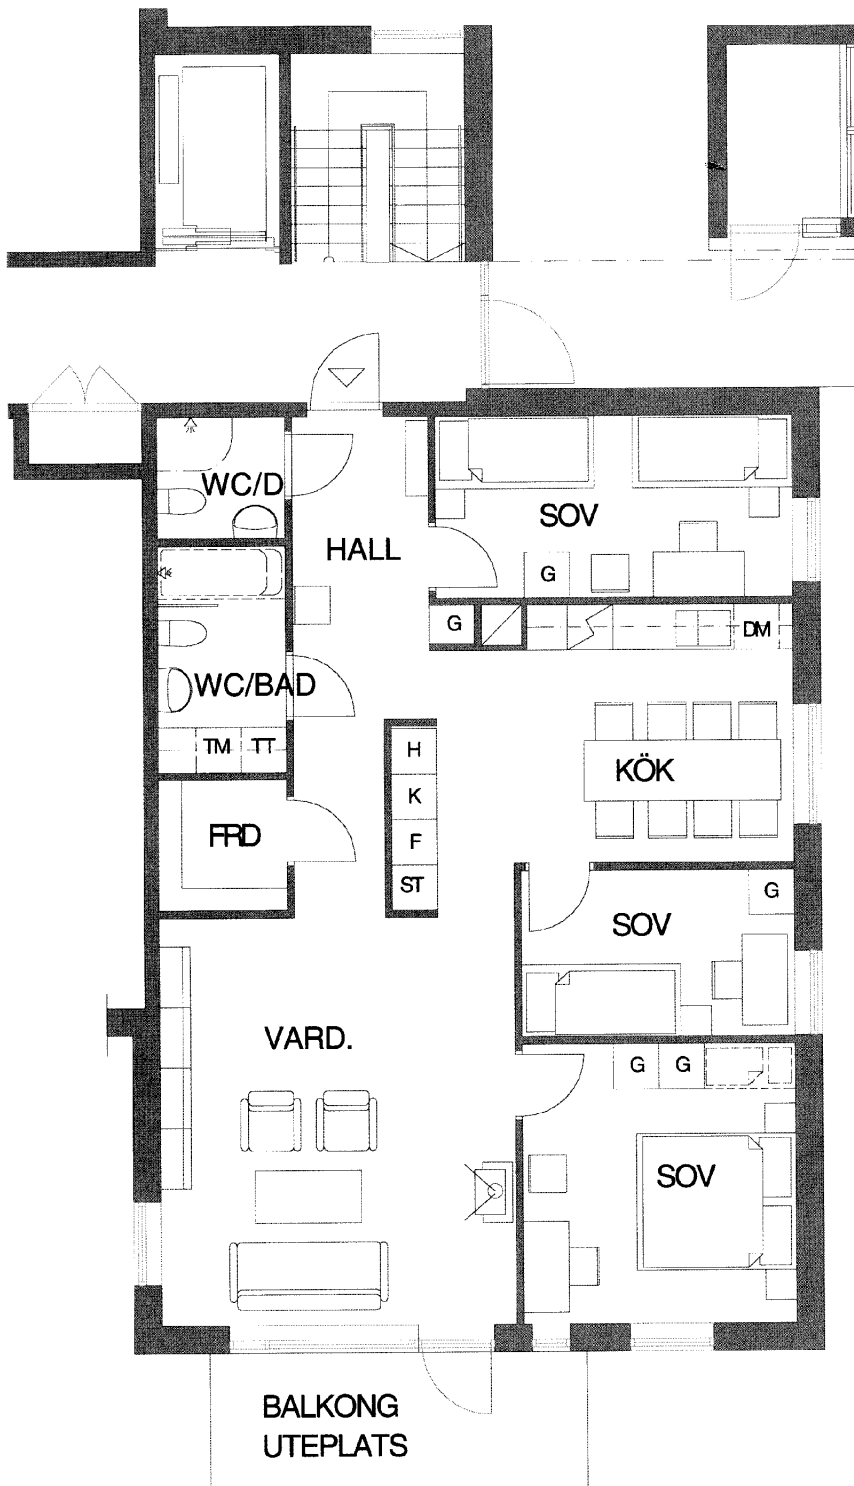 WC/D
SOV
HALL
G
G
DM
WC/BAD
TM
TT
H
KÖK
K
FRD
F
ST
G
SOV
VARD.
G
G
SOV
BALKONG
UTEPLATS